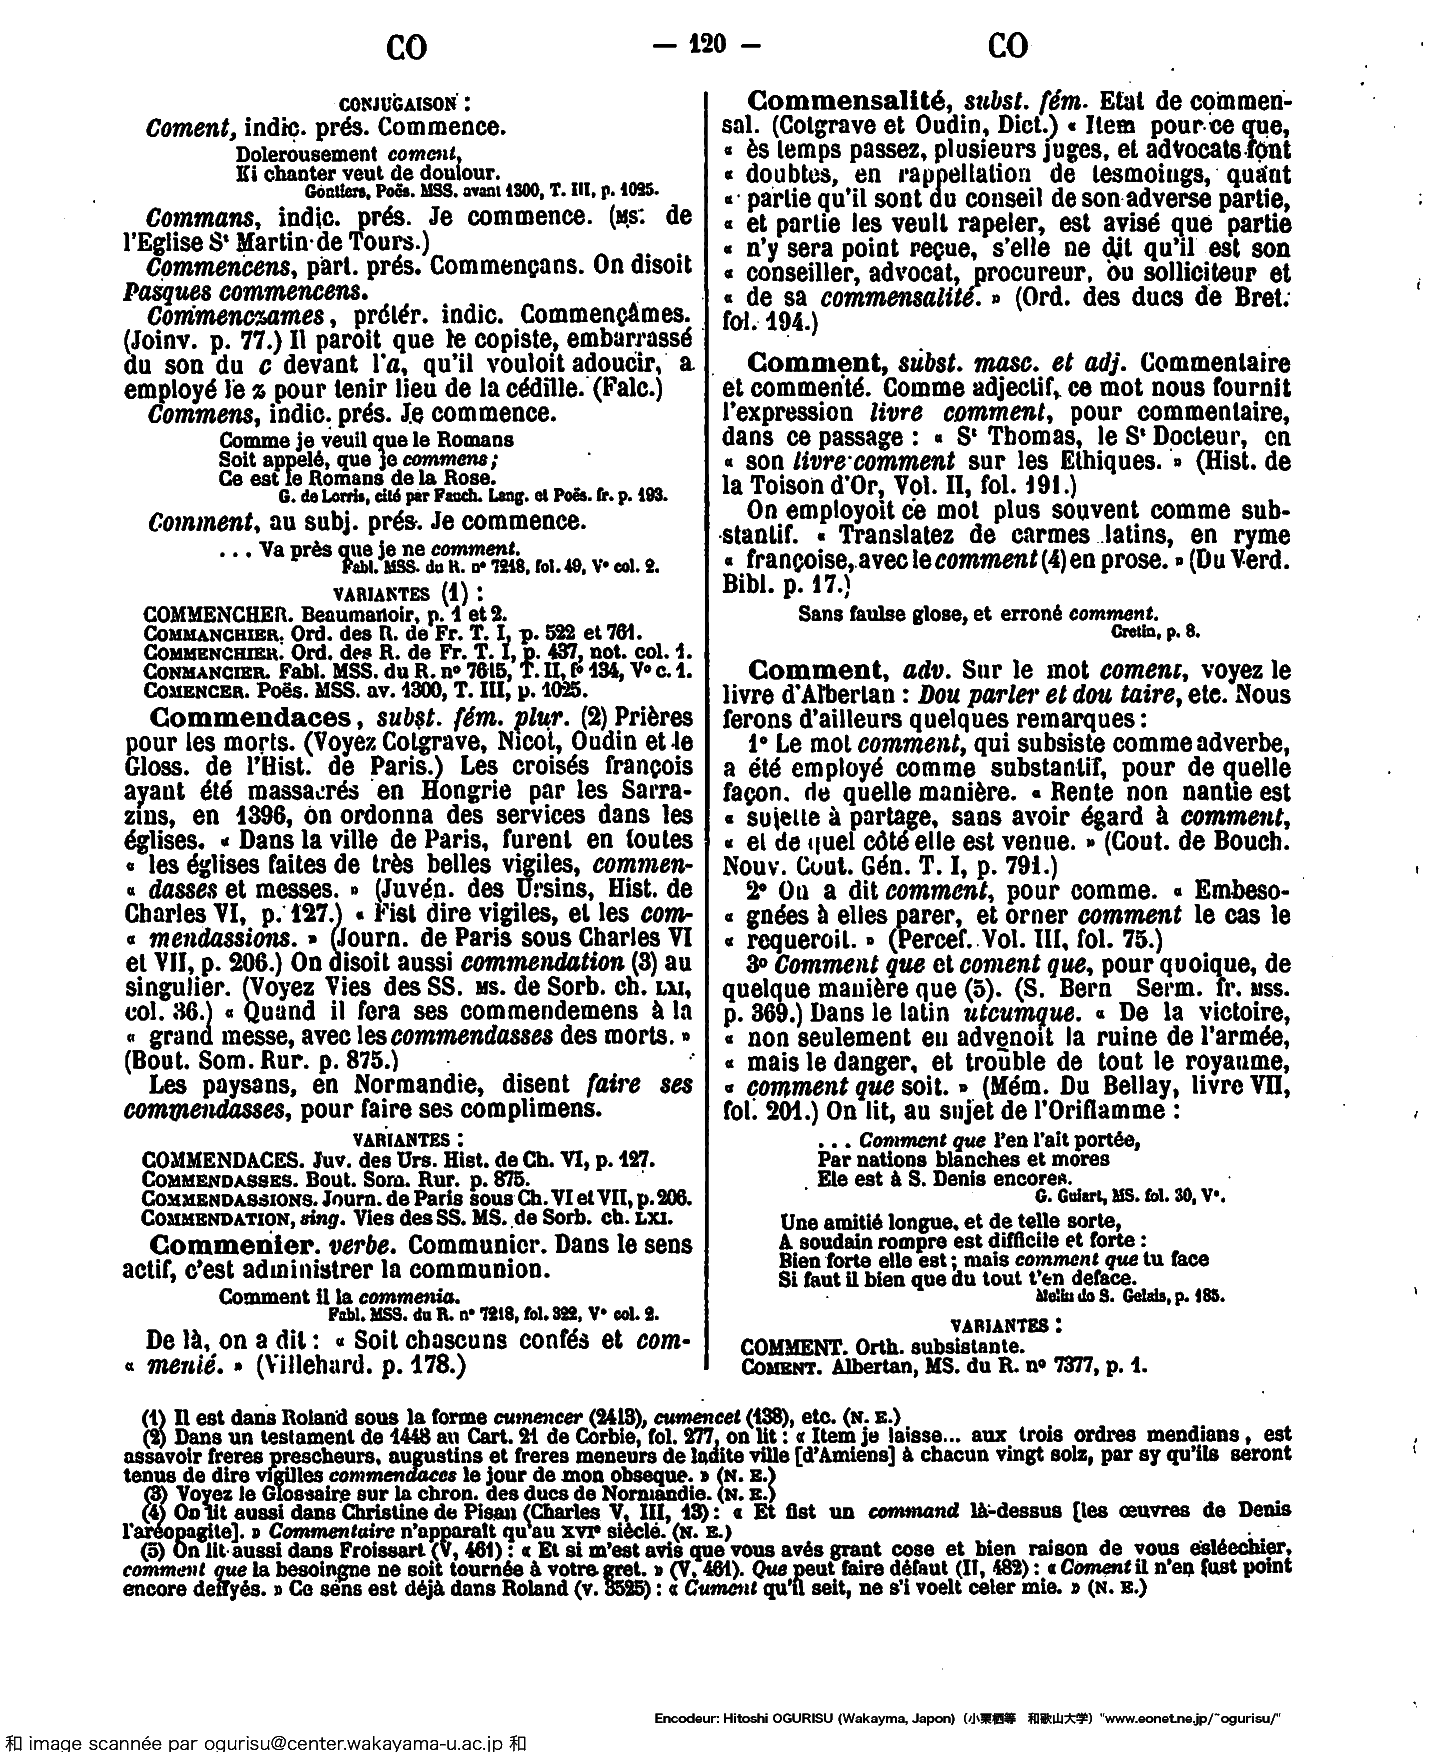 CO — 120 — CO
CONJUGAISON :
Coment, indic. prés. Commence.
Dolerousement coment,
Ki chanter veut de doulour.
Gontiers, Poës. MSS. avant 1300, T. III, p. 1025.
Commans, indic. prés. Je commence. (MS. de
l'Eglise St Martin de Tours.)
Commencens, part. prés. Commençans. On disoit
Pasques commencens.
Commenczames, prétér. indic. Commençâmes.
(Joinv. p. 77.) Il paroit que le copiste, embarrassé
du son du c devant l'a, qu'il vouloit adoucir, a
employé le z pour tenir lieu de la cédille. (Falc.)
Commens, indic. prés. Je commence.
Comme je veuil que le Romans
Soit appelé, que je commens ;
Ce est le Romans de la Rose.
G. de Lorris, cité par Fauch. Lang. et Poës. fr. p. 193.
Comment, au subj. prés. Je commence.
. . . Va près que je ne comment.
Fabl. MSS. du R. nº 7218, fol. 49, Vº col. 2.
VARIANTES (1) :
COMMENCHER. Beaumanoir, p. 1 et 2.
COMMANCHIER. Ord. des R. de Fr. T. I, p. 522 et 761.
COMMENCHIER. Ord. des R. de Fr. T. I, p. 437, not. col. 1.
CONMANCIER. Fabl. MSS. du R. nº 7615, T. II, fº 134, Vº c. 1.
COMENCER. Poës. MSS. av. 1300, T. III, p. 1025.
Commendaces, subst. fém. plur. (2) Prières
pour les morts. (Voyez Cotgrave, Nicot, Oudin et le
Gloss. de l'Hist. de Paris.) Les croisés françois
ayant été massacrés en Hongrie par les Sarra-
zins, en 1396, on ordonna des services dans les
églises. « Dans la ville de Paris, furent en toutes
« les églises faites de très belles vigiles, commen-
« dasses et messes. » (Juvén. des Ursins, Hist. de
Charles VI, p. 127.) « Fist dire vigiles, et les com-
« mendassions. » (Journ. de Paris sous Charles VI
et VII, p. 206.) On disoit aussi commendation (3) au
singulier. (Voyez Vies des SS. MS. de Sorb. ch. LXI,
col. 36.) « Quand il fera ses commendemens à la
« grand messe, avec les commendasses des morts. »
(Bout. Som. Rur. p. 875.)
Les paysans, en Normandie, disent faire ses
commendasses, pour faire ses complimens.
VARIANTES :
COMMENDACES. Juv. des Urs. Hist. de Ch. VI, p. 127.
COMMENDASSES. Bout. Som. Rur. p. 875.
COMMENDASSIONS. Journ. de Paris sous Ch. VI et VII, p. 206.
COMMENDATION, sing. Vies des SS. MS. de Sorb. ch. LXI.
Commenier. verbe. Communier. Dans le sens
actif, c'est administrer la communion.
Comment il la commenia.
Fabl. MSS. du R. nº 7218, fol. 322, Vº col. 2.
De là, on a dit : « Soit chascuns confés et com-
« menié. » (Villehard. p. 178.)
Commensalité, subst. fém. Etat de commen-
sal. (Cotgrave et Oudin, Dict.) « Item pour ce que,
« ès temps passez, plusieurs juges, et advocats font
« doubtes, en rappellation de tesmoings, quant
« partie qu'il sont du conseil de son adverse partie,
« et partie les veult rapeler, est avisé que partie
« n'y sera point reçue, s'elle ne dit qu'il est son
« conseiller, advocat, procureur, ou solliciteur et
« de sa commensalité. » (Ord. des ducs de Bret.
fol. 194.)
Comment, subst. masc. et adj. Commentaire
et commenté. Comme adjectif, ce mot nous fournit
l'expression livre comment, pour commentaire,
dans ce passage : « St Thomas, le St Docteur, en
« son livre comment sur les Ethiques. » (Hist. de
la Toison d'Or, Vol. II, fol. 191.)
On employoit ce mot plus souvent comme sub-
stantif. « Translatez de carmes latins, en ryme
« françoise, avec le comment (4) en prose. » (Du Verd.
Bibl. p. 17.)
Sans faulse glose, et erroné comment.
Cretin, p. 8.
Comment, adv. Sur le mot coment, voyez le
livre d'Albertan : Dou parler et dou taire, etc. Nous
ferons d'ailleurs quelques remarques :
1º Le mot comment, qui subsiste comme adverbe,
a été employé comme substantif, pour de quelle
façon, de quelle manière. « Rente non nantie est
« sujette à partage, sans avoir égard à comment,
« et de quel côté elle est venue. » (Cout. de Bouch.
Nouv. Cout. Gén. T. I, p. 791.)
2º On a dit comment, pour comme. « Embeso-
« gnées à elles parer, et orner comment le cas le
« requeroit. » (Percef. Vol. III, fol. 75.)
3º Comment que et coment que, pour quoique, de
quelque manière que (5). (S. Bern Serm. fr. MSS.
p. 369.) Dans le latin utcumque. « De la victoire,
« non seulement en advenoit la ruine de l'armée,
« mais le danger, et trouble de tout le royaume,
« comment que soit. » (Mém. Du Bellay, livre VII,
fol. 201.) On lit, au sujet de l'Oriflamme :
. . . Comment que l'en l'ait portée,
Par nations blanches et mores
Ele est à S. Denis encores.
G. Guiart, MS. fol. 30, Vº.
Une amitié longue, et de telle sorte,
A soudain rompre est difficile et forte :
Bien forte elle est ; mais comment que tu face
Si faut il bien que du tout t'en deface.
Melin de S. Gelais, p. 185.
VARIANTES :
COMMENT. Orth. subsistante.
COMENT. Albertan, MS. du R. nº 7377, p. 1.
(1) Il est dans Roland sous la forme cumencer (2413), cumencet (138), etc. (N. E.)
(2) Dans un testament de 1448 au Cart. 21 de Corbie, fol. 277, on lit : « Item je laisse... aux trois ordres mendians, est
assavoir freres prescheurs, augustins et freres meneurs de ladite ville [d'Amiens] à chacun vingt solz, par sy qu'ils seront
tenus de dire vigilles commendaces le jour de mon obseque. » (N. E.)
(3) Voyez le Glossaire sur la chron. des ducs de Normandie. (N. E.)
(4) On lit aussi dans Christine de Pisan (Charles V, III, 13) : « Et fist un command là-dessus [les œuvres de Denis
l'aréopagite]. » Commentaire n'apparaît qu'au XVIe siècle. (N. E.)
(5) On lit aussi dans Froissart (V, 461) : « Et si m'est avis que vous avés grant cose et bien raison de vous esléechier,
comment que la besoingne ne soit tournée à votre gret. » (V, 461). Que peut faire défaut (II, 482) : « Coment il n'en fust point
encore deffyés. » Ce sens est déjà dans Roland (v. 3525) : « Cument qu'il seit, ne s'i voelt celer mie. » (N. E.)
Encodeur: Hitoshi OGURISU (Wakayma, Japon) (小栗栖等 和歌山大学) "www.eonet.ne.jp/~ogurisu/"
和 image scannée par ogurisu@center.wakayama-u.ac.jp 和